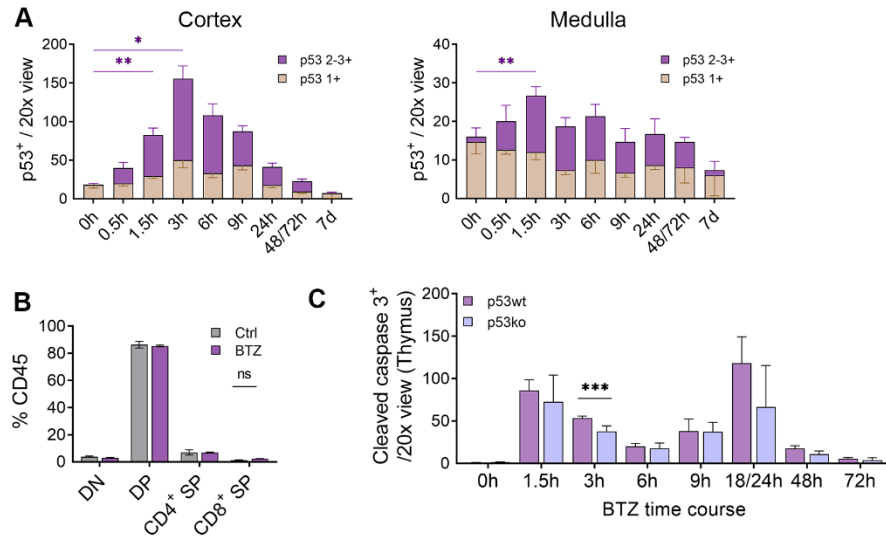 A
Cortex
p53⁺ / 20x view
200
150
100
50
0
*
**
p53 2-3+
p53 1+
0h
0.5h
1.5h
3h
6h
9h
24h
48/72h
7d
Medulla
p53⁺ / 20x view
40
30
20
10
0
**
p53 2-3+
p53 1+
0h
0.5h
1.5h
3h
6h
9h
24h
48/72h
7d
B
% CD45
100
80
60
40
20
0
Ctrl
BTZ
ns
DN
DP
CD4⁺ SP
CD8⁺ SP
C
Cleaved caspase 3⁺
/20x view (Thymus)
200
150
100
50
0
p53wt
p53ko
***
0h
1.5h
3h
6h
9h
18/24h
48h
72h
BTZ time course